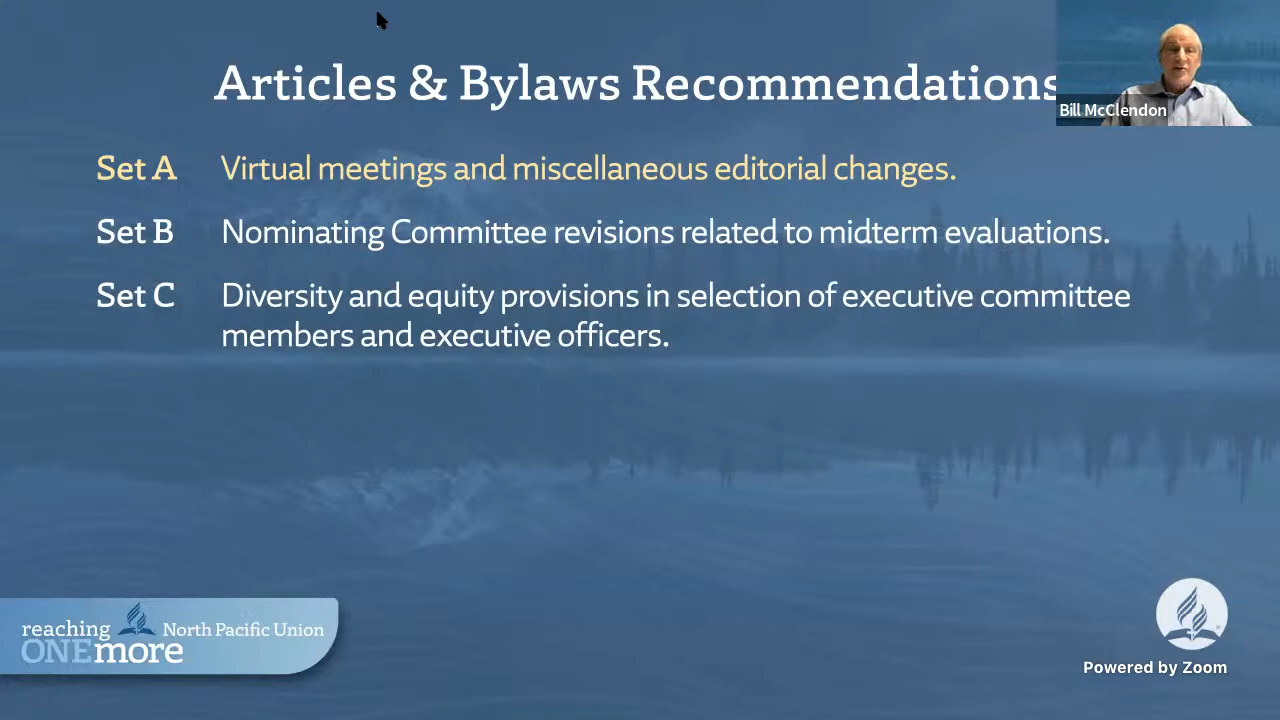 Articles & Bylaws Recommendations
Bill McClendon
Set A Virtual meetings and miscellaneous editorial changes.
Set B Nominating Committee revisions related to midterm evaluations.
Set C Diversity and equity provisions in selection of executive committee
members and executive officers.
reaching North Pacific Union
ONEmore
Powered by Zoom